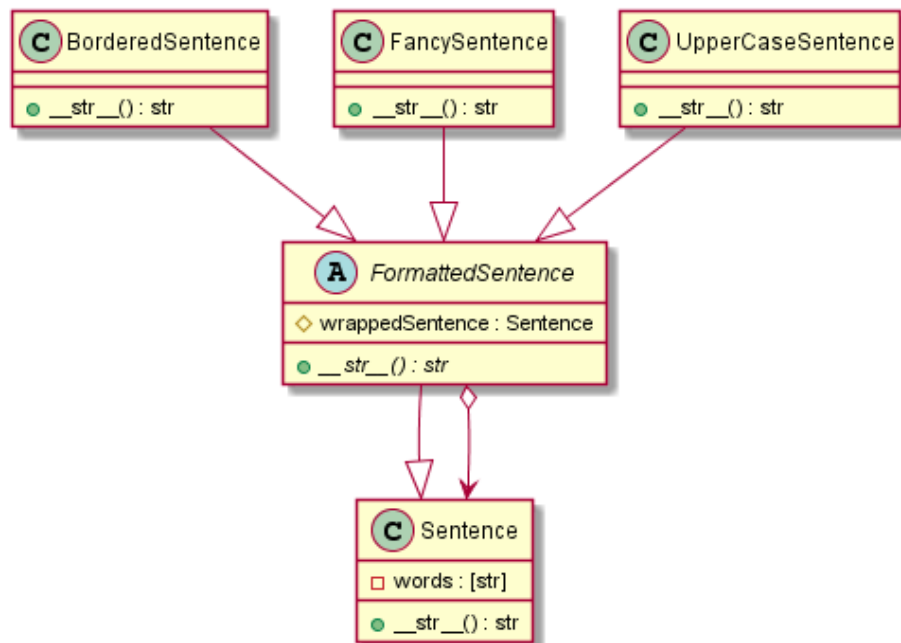 C BorderedSentence
__str__() : str
C FancySentence
__str__() : str
C UpperCaseSentence
__str__() : str
A FormattedSentence
wrappedSentence : Sentence
__str__() : str
C Sentence
words : [str]
__str__() : str